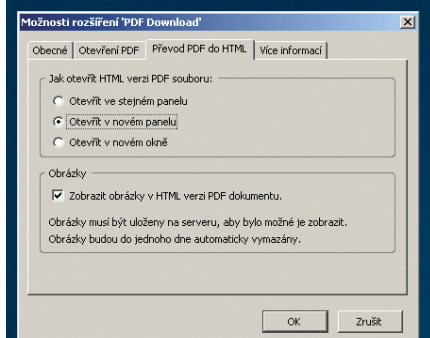 Možnosti rozšíření 'PDF Download'
Obecné Otevření PDF Převod PDF do HTML Více informací
Jak otevřít HTML verzi PDF souboru:
Otevřít ve stejném panelu
Otevřít v novém panelu
Otevřít v novém okně
Obrázky
Zobrazit obrázky v HTML verzi PDF dokumentu.
Obrázky musí být uloženy na serveru, aby bylo možné je zobrazit.
Obrázky budou do jednoho dne automaticky vymazány.
OK Zrušit